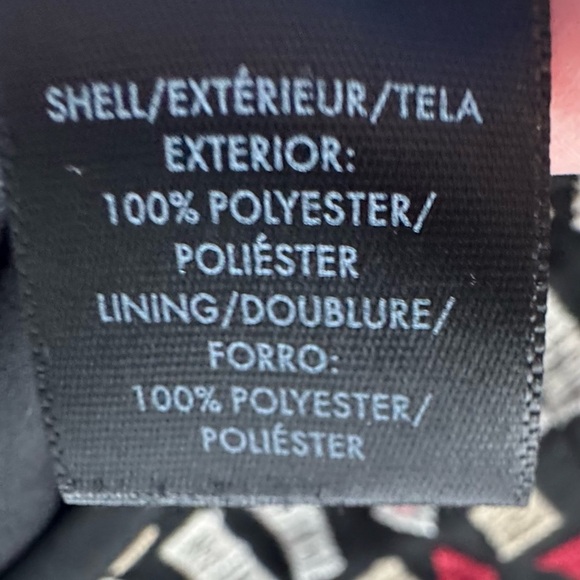 SHELL/EXTÉRIEUR/TELA
EXTERIOR:
100% POLYESTER/
POLIÉSTER
LINING/DOUBLURE/
FORRO:
100% POLYESTER/
POLIÉSTER